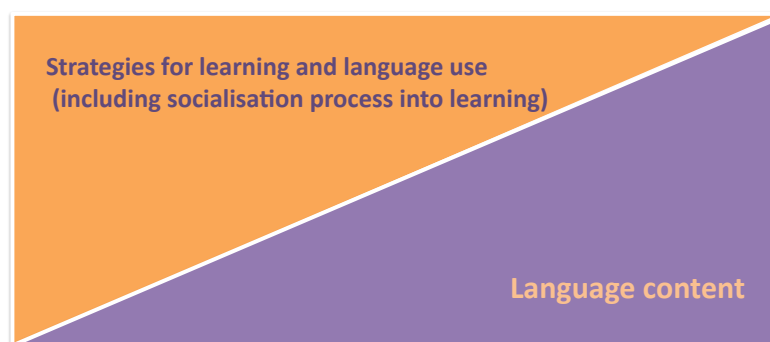 Strategies for learning and language use
(including socialisation process into learning)
Language content